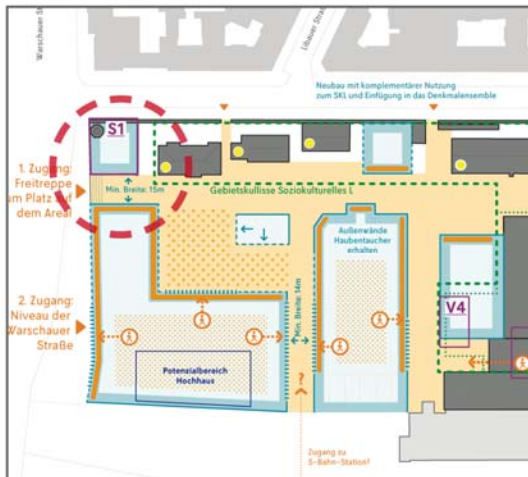 Warschauer Straße
Libauer Straße
Neubau mit komplementärer Nutzung
zum SKL und Einfügung in das Denkmalensemble
S1
1. Zugang:
Freitreppe
um Platz auf
dem Areal
Min. Breite: 15m
Gebietskulisse Soziokulturelles L
Außenwände
Haubentaucher
erhalten
Min. Breite: 14m
2. Zugang:
Niveau der
Warschauer
Straße
V4
Potenzialbereich
Hochhaus
?
Zugang zu
S-Bahn-Station?